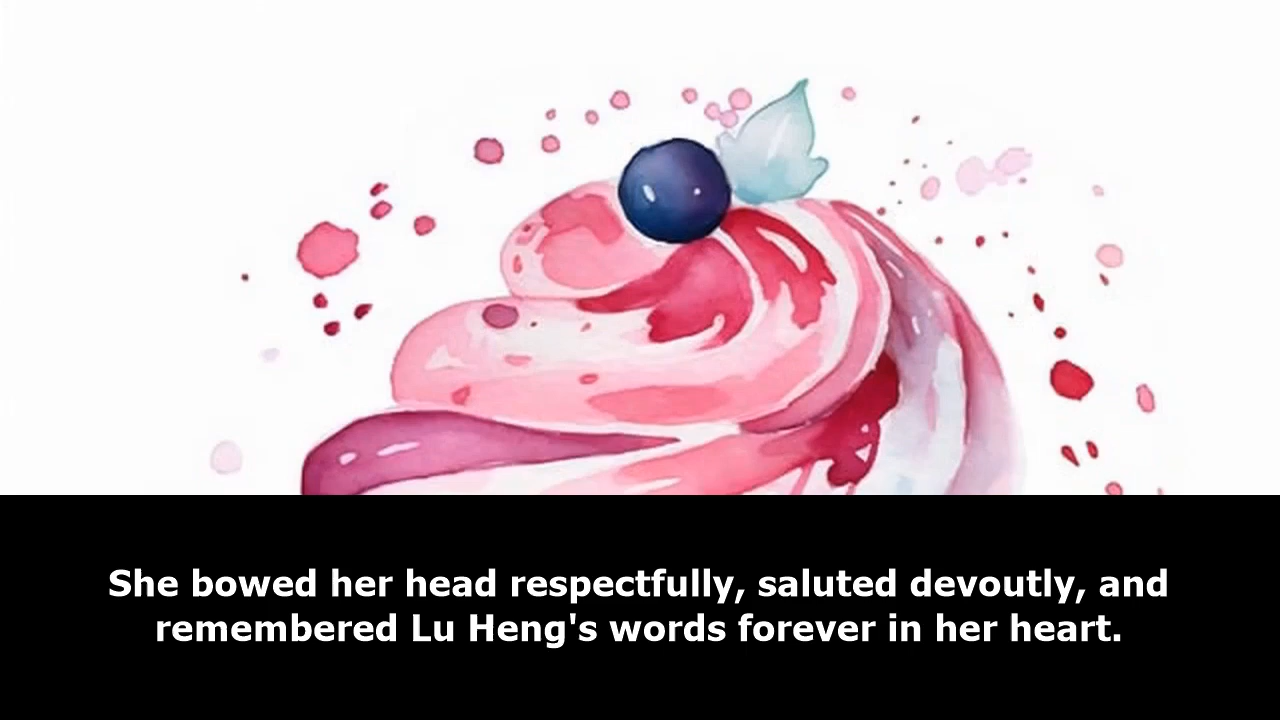 She bowed her head respectfully, saluted devoutly, and
remembered Lu Heng's words forever in her heart.